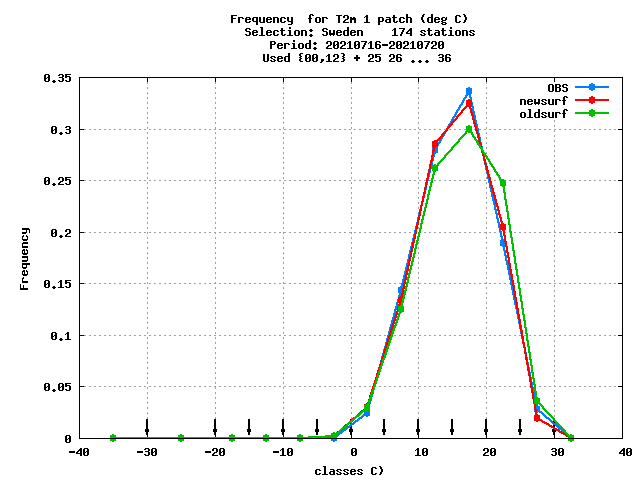 Frequency for T2m 1 patch (deg C)
Selection: Sweden 174 stations
Period: 20210716-20210720
Used {00,12} + 25 26 ... 36
0.35
0.3
0.25
0.2
0.15
0.1
0.05
0
Frequency
OBS
newsurf
oldsurf
-40 -30 -20 -10 0 10 20 30 40
classes C)